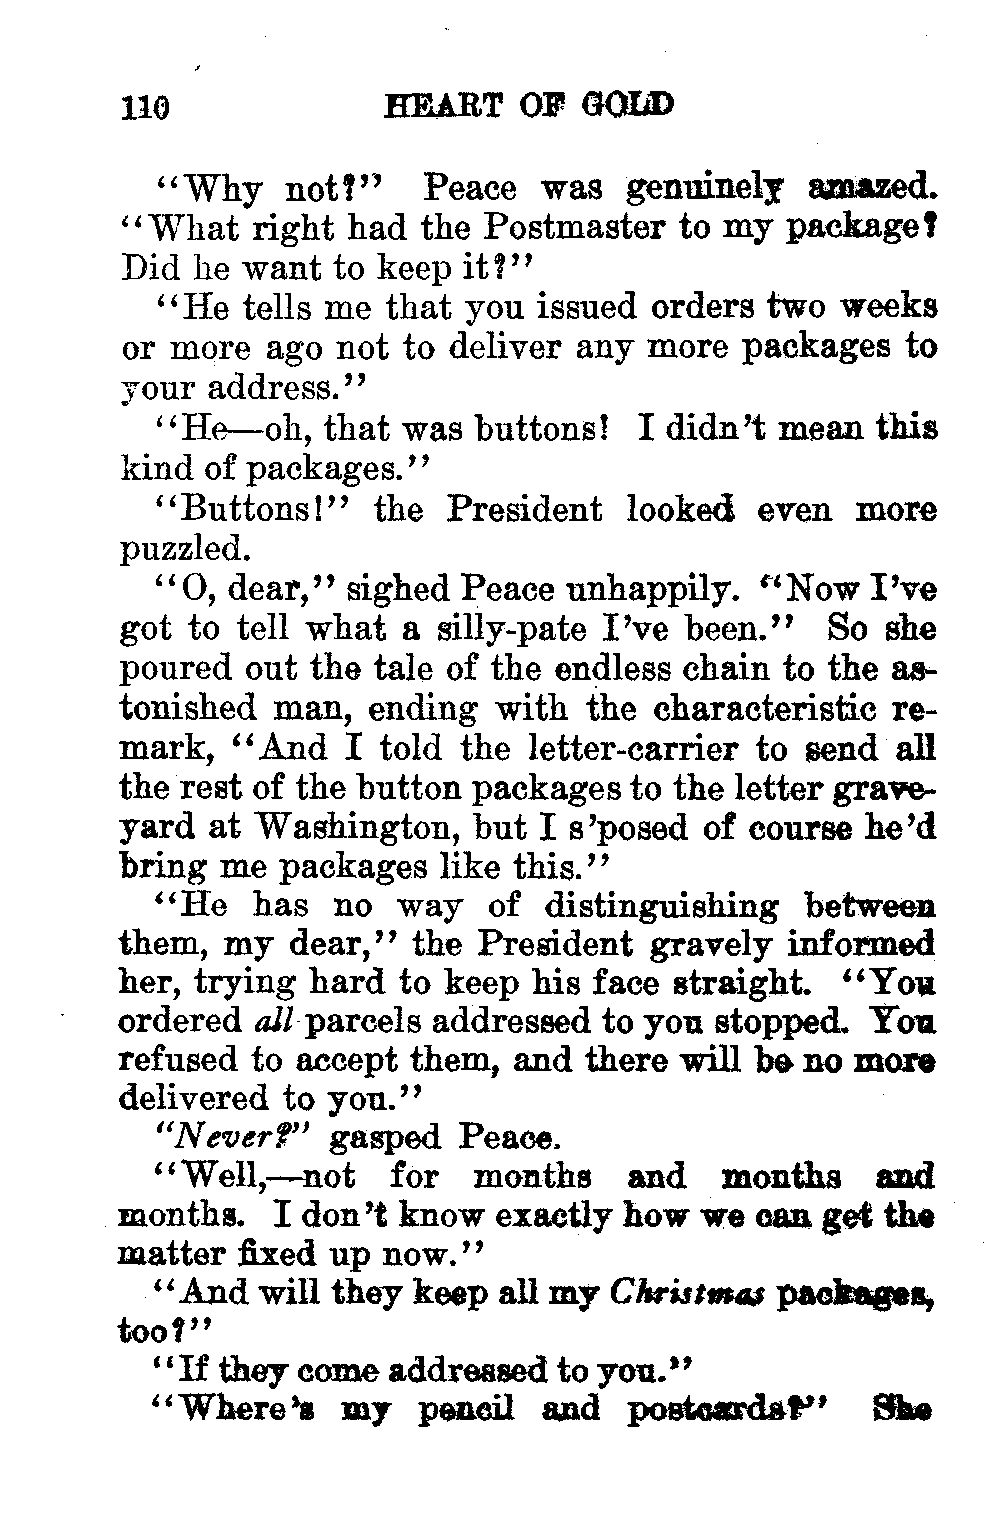 110 HEART OF GOLD
"Why not?" Peace was genuinely amazed.
"What right had the Postmaster to my package?
Did he want to keep it?"
"He tells me that you issued orders two weeks
or more ago not to deliver any more packages to
your address."
"He—oh, that was buttons! I didn't mean this
kind of packages."
"Buttons!" the President looked even more
puzzled.
"O, dear," sighed Peace unhappily. "Now I've
got to tell what a silly-pate I've been." So she
poured out the tale of the endless chain to the as-
tonished man, ending with the characteristic re-
mark, "And I told the letter-carrier to send all
the rest of the button packages to the letter grave-
yard at Washington, but I s'posed of course he'd
bring me packages like this."
"He has no way of distinguishing between
them, my dear," the President gravely informed
her, trying hard to keep his face straight. "You
ordered all parcels addressed to you stopped. You
refused to accept them, and there will be no more
delivered to you."
"Never?" gasped Peace.
"Well,—not for months and months and
months. I don't know exactly how we can get the
matter fixed up now."
"And will they keep all my Christmas packages,
too?"
"If they come addressed to you."
"Where's my pencil and postcards?" She